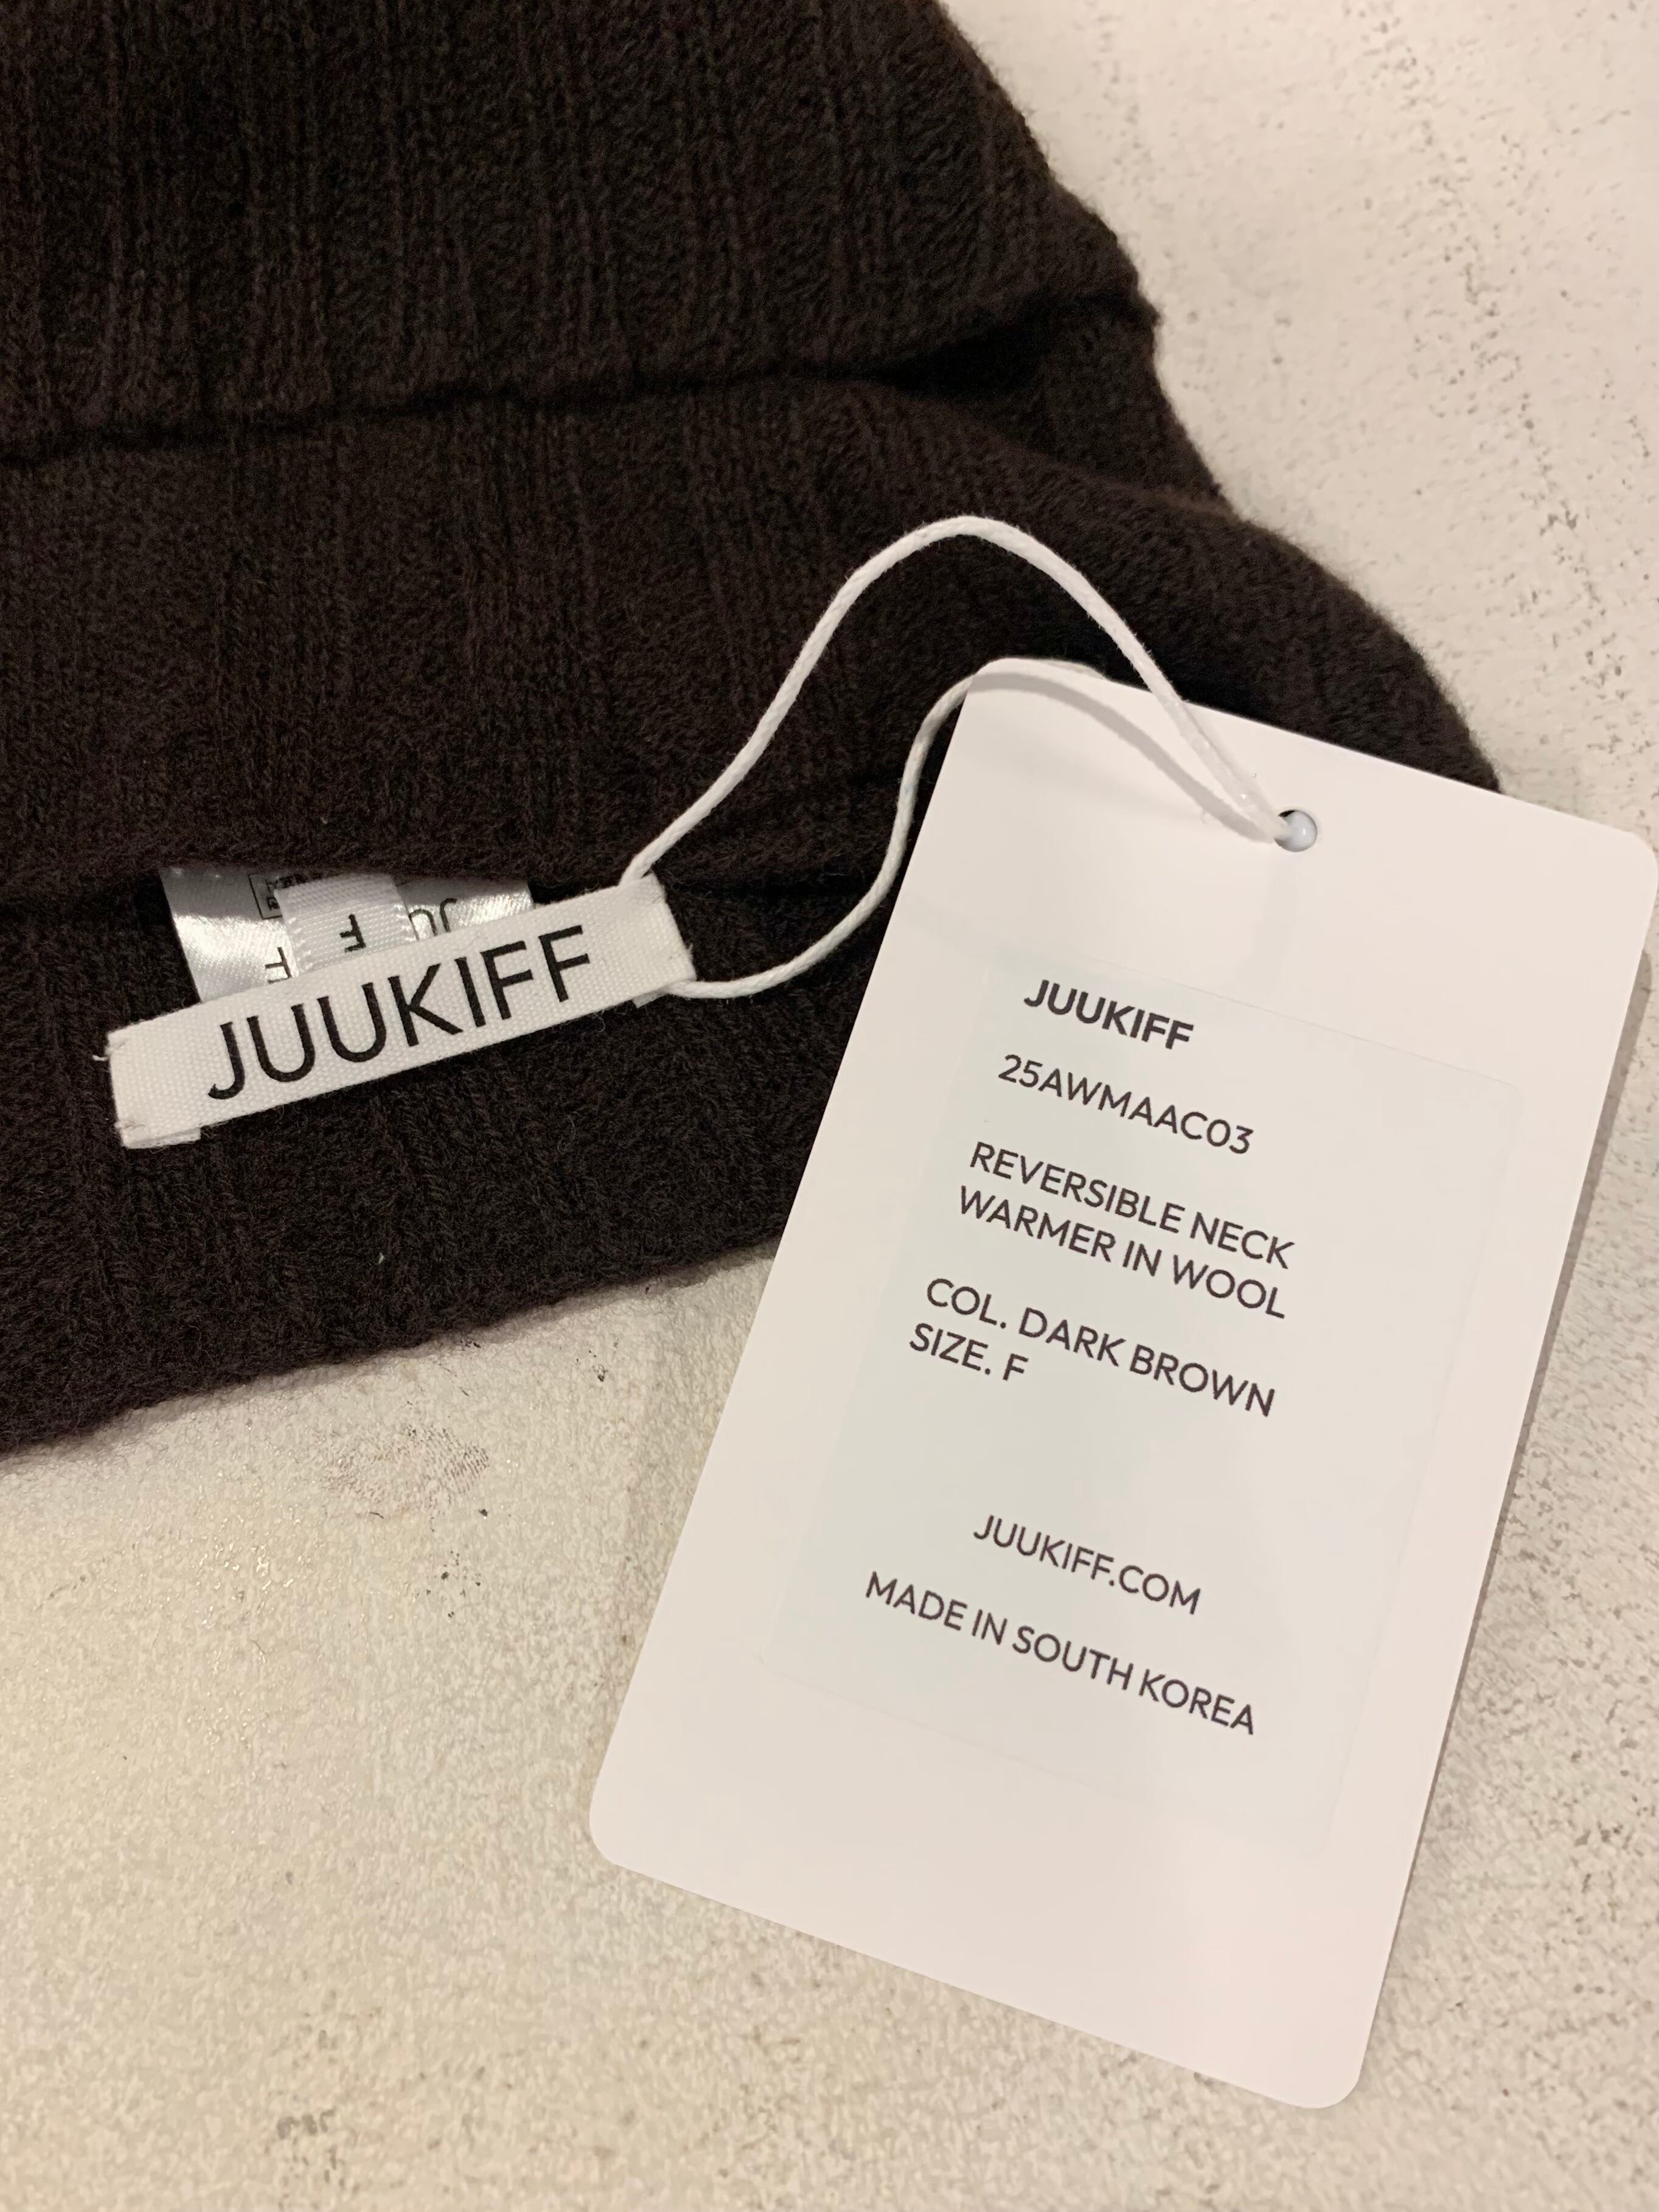 JUUKIFF
F
JUUKIFF
25AWMAAC03
REVERSIBLE NECK
WARMER IN WOOL
COL. DARK BROWN
SIZE. F
JUUKIFF.COM
MADE IN SOUTH KOREA